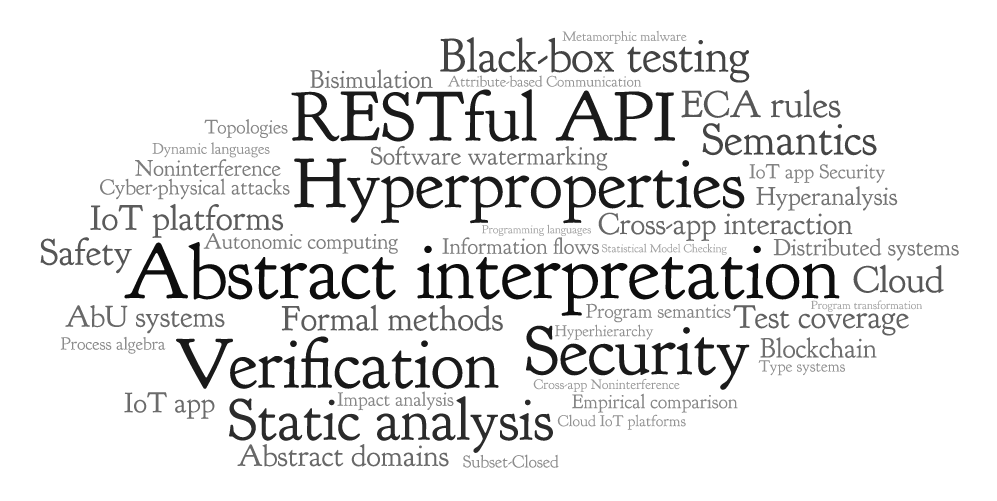 Metamorphic malware
Black-box testing
Bisimulation
Attribute-based Communication
RESTful API
ECA rules
Topologies
Semantics
Dynamic languages
Software watermarking
Noninterference
IoT app Security
Cyber-physical attacks
Hyperproperties
Hyperanalysis
IoT platforms
Programming languages
Cross-app interaction
Safety
Autonomic computing
Information flows
Statistical Model Checking
Distributed systems
Abstract interpretation
Cloud
Program transformation
AbU systems
Formal methods
Program semantics
Test coverage
Hyperhierarchy
Process algebra
Verification
Security
Blockchain
Type systems
Cross-app Noninterference
IoT app
Impact analysis
Empirical comparison
Static analysis
Cloud IoT platforms
Abstract domains
Subset-Closed